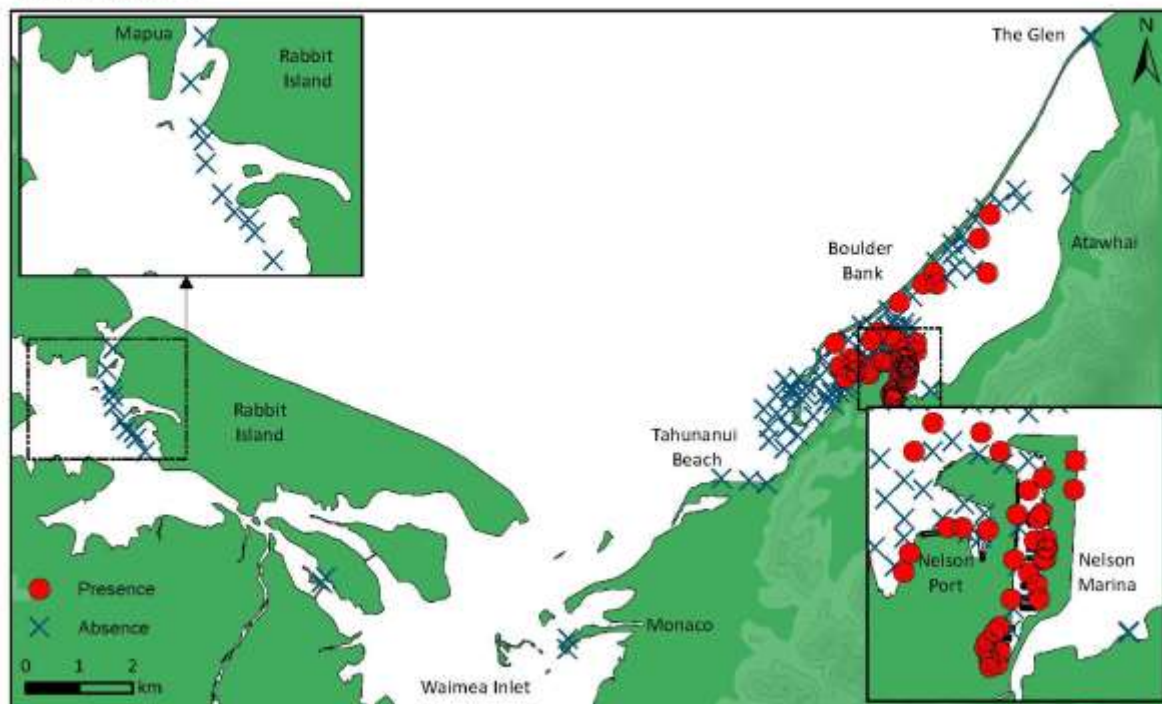 Mapua
Rabbit
Island
The Glen
N
Boulder
Bank
Atawhai
Rabbit
Island
Tahunanui
Beach
Nelson
Port
Nelson
Marina
Presence
Absence
Monaco
0 1 2
km
Waimea Inlet